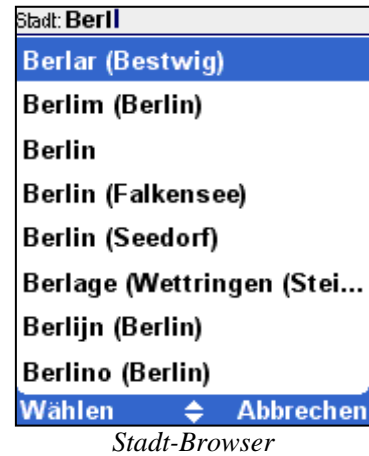 Stadt: Berl
Berlar (Bestwig)
Berlim (Berlin)
Berlin
Berlin (Falkensee)
Berlin (Seedorf)
Berlage (Wettringen (Stei...
Berlijn (Berlin)
Berlino (Berlin)
Wählen Abbrechen
Stadt-Browser